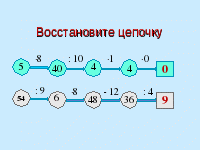 Восстановите цепочку
·8 : 10 ·1 ·0
5 40 4 4 0
: 9 ·8 - 12 : 4
54 6 48 36 9